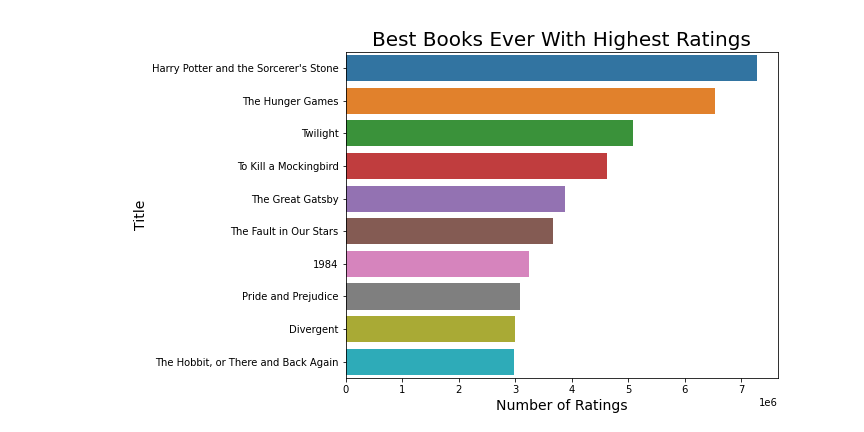 Best Books Ever With Highest Ratings
Harry Potter and the Sorcerer's Stone
The Hunger Games
Twilight
To Kill a Mockingbird
The Great Gatsby
The Fault in Our Stars
1984
Pride and Prejudice
Divergent
The Hobbit, or There and Back Again
Title
0 1 2 3 4 5 6 7
1e6
Number of Ratings